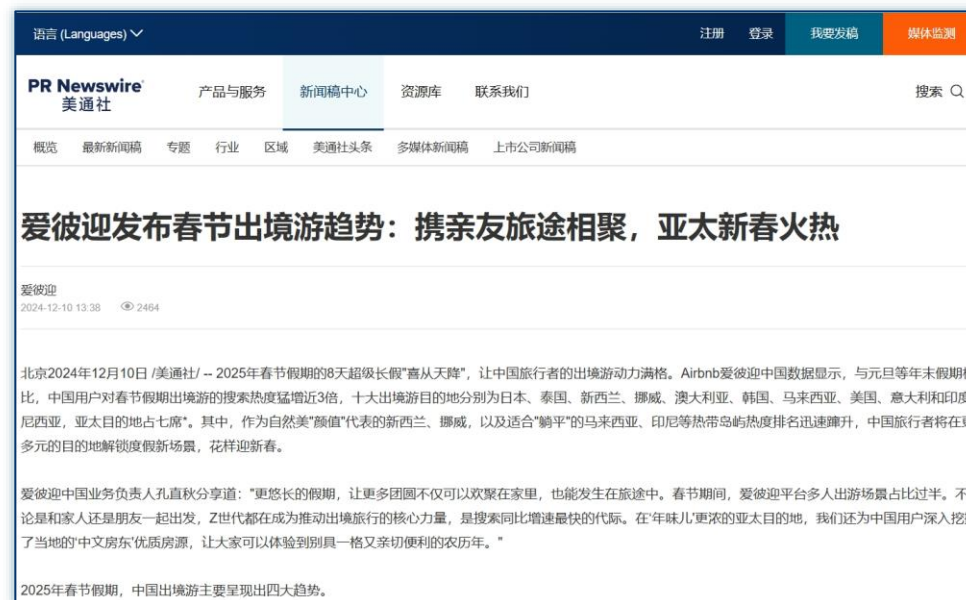 语言 (Languages)
注册 登录 我要发稿 媒体监测
PR Newswire
美通社
产品与服务 新闻稿中心 资源库 联系我们
搜索
概览 最新新闻稿 专题 行业 区域 美通社头条 多媒体新闻稿 上市公司新闻稿
爱彼迎发布春节出境游趋势：携亲友旅途相聚，亚太新春火热
爱彼迎
2024-12-10 13:38 2464
北京2024年12月10日 /美通社/ -- 2025年春节假期的8天超级长假"喜从天降"，让中国旅行者的出境游动力满格。Airbnb爱彼迎中国数据显示，与元旦等年末假期
比，中国用户对春节假期出境游的搜索热度猛增近3倍，十大出境游目的地分别为日本、泰国、新西兰、挪威、澳大利亚、韩国、马来西亚、美国、意大利和印度
尼西亚，亚太目的地占七席*。其中，作为自然美"颜值"代表的新西兰、挪威，以及适合"躺平"的马来西亚、印尼等热带岛屿热度排名迅速蹿升，中国旅行者将在
多元的目的地解锁度假新场景，花样迎新春。
爱彼迎中国业务负责人孔直秋分享道："更悠长的假期，让更多团圆不仅可以欢聚在家里，也能发生在旅途中。春节期间，爱彼迎平台多人出游场景占比过半。不
论是和家人还是朋友一起出发，Z世代都在成为推动出境旅行的核心力量，是搜索同比增速最快的代际。在'年味儿'更浓的亚太目的地，我们还为中国用户深入挖
了当地的'中文房东'优质房源，让大家可以体验到别具一格又亲切便利的农历年。"
2025年春节假期，中国出境游主要呈现出四大趋势。